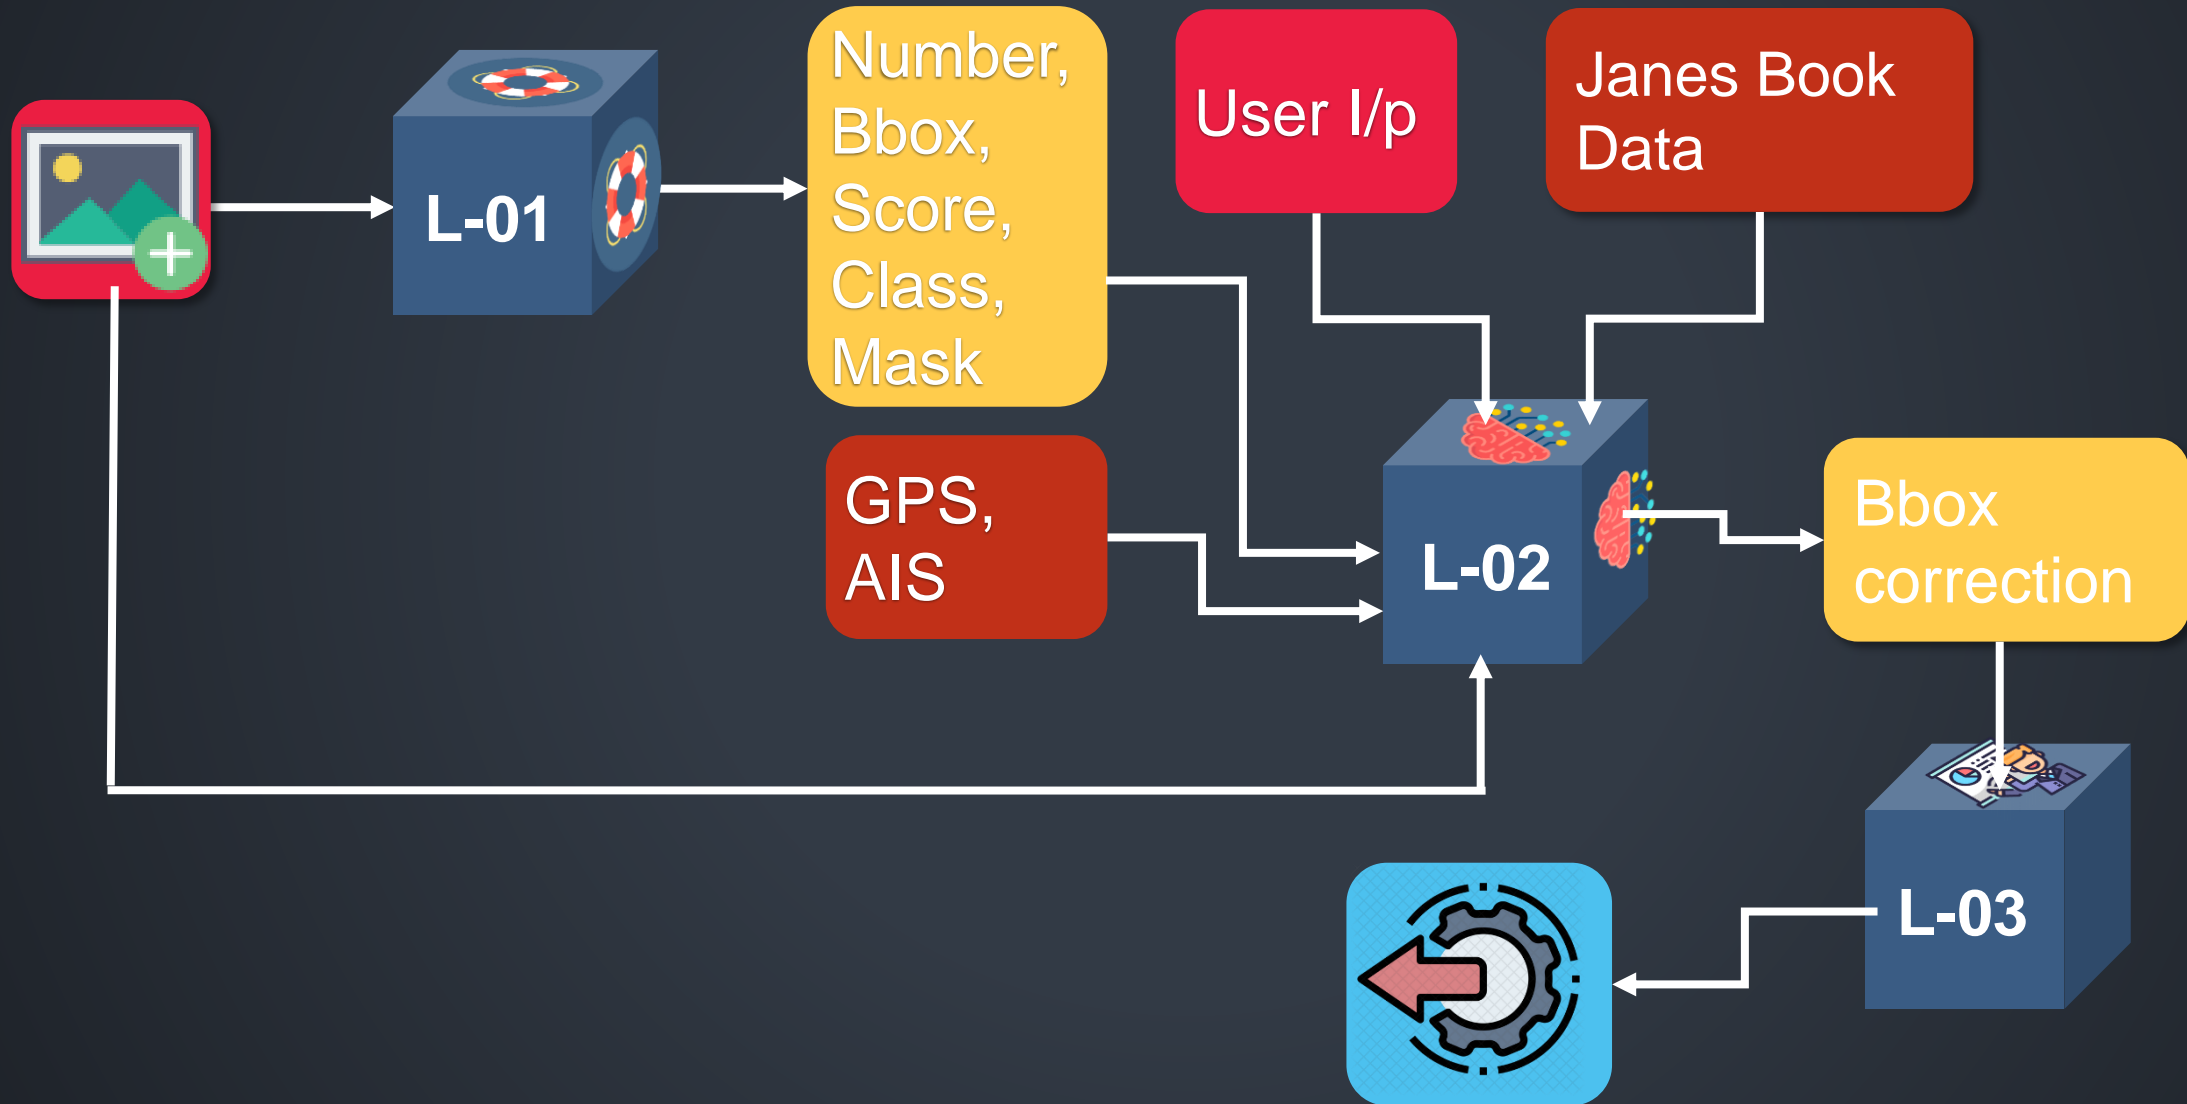 L-01
Number,
Bbox,
Score,
Class,
Mask
User I/p
Janes Book
Data
GPS,
AIS
L-02
Bbox
correction
L-03